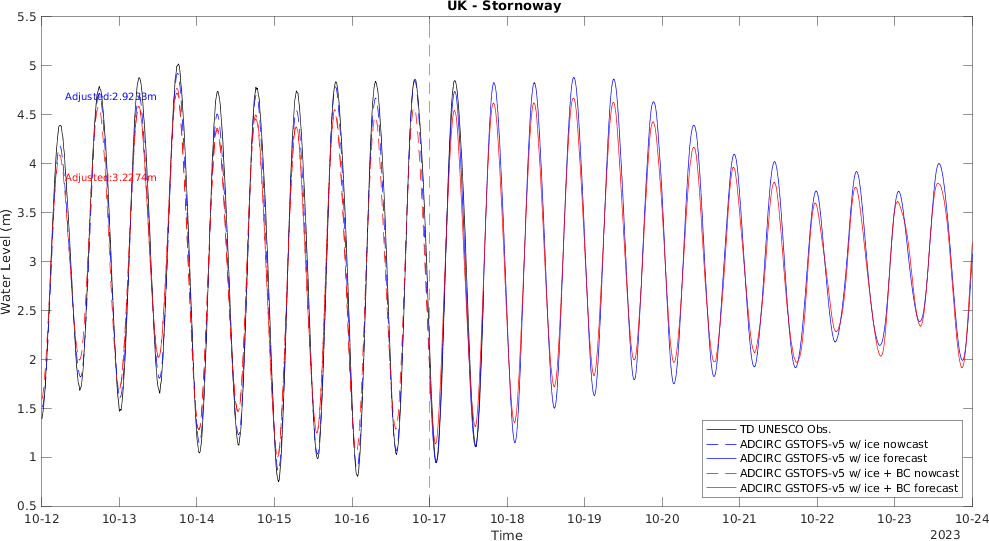 UK - Stornoway
5.5
5
4.5
4
3.5
3
2.5
2
1.5
1
0.5
Water Level (m)
Adjusted:2.9233m
Adjusted:3.2274m
TD UNESCO Obs.
ADCIRC GSTOFS-v5 w/ ice nowcast
ADCIRC GSTOFS-v5 w/ ice forecast
ADCIRC GSTOFS-v5 w/ ice + BC nowcast
ADCIRC GSTOFS-v5 w/ ice + BC forecast
10-12 10-13 10-14 10-15 10-16 10-17 10-18 10-19 10-20 10-21 10-22 10-23 10-24
Time
2023